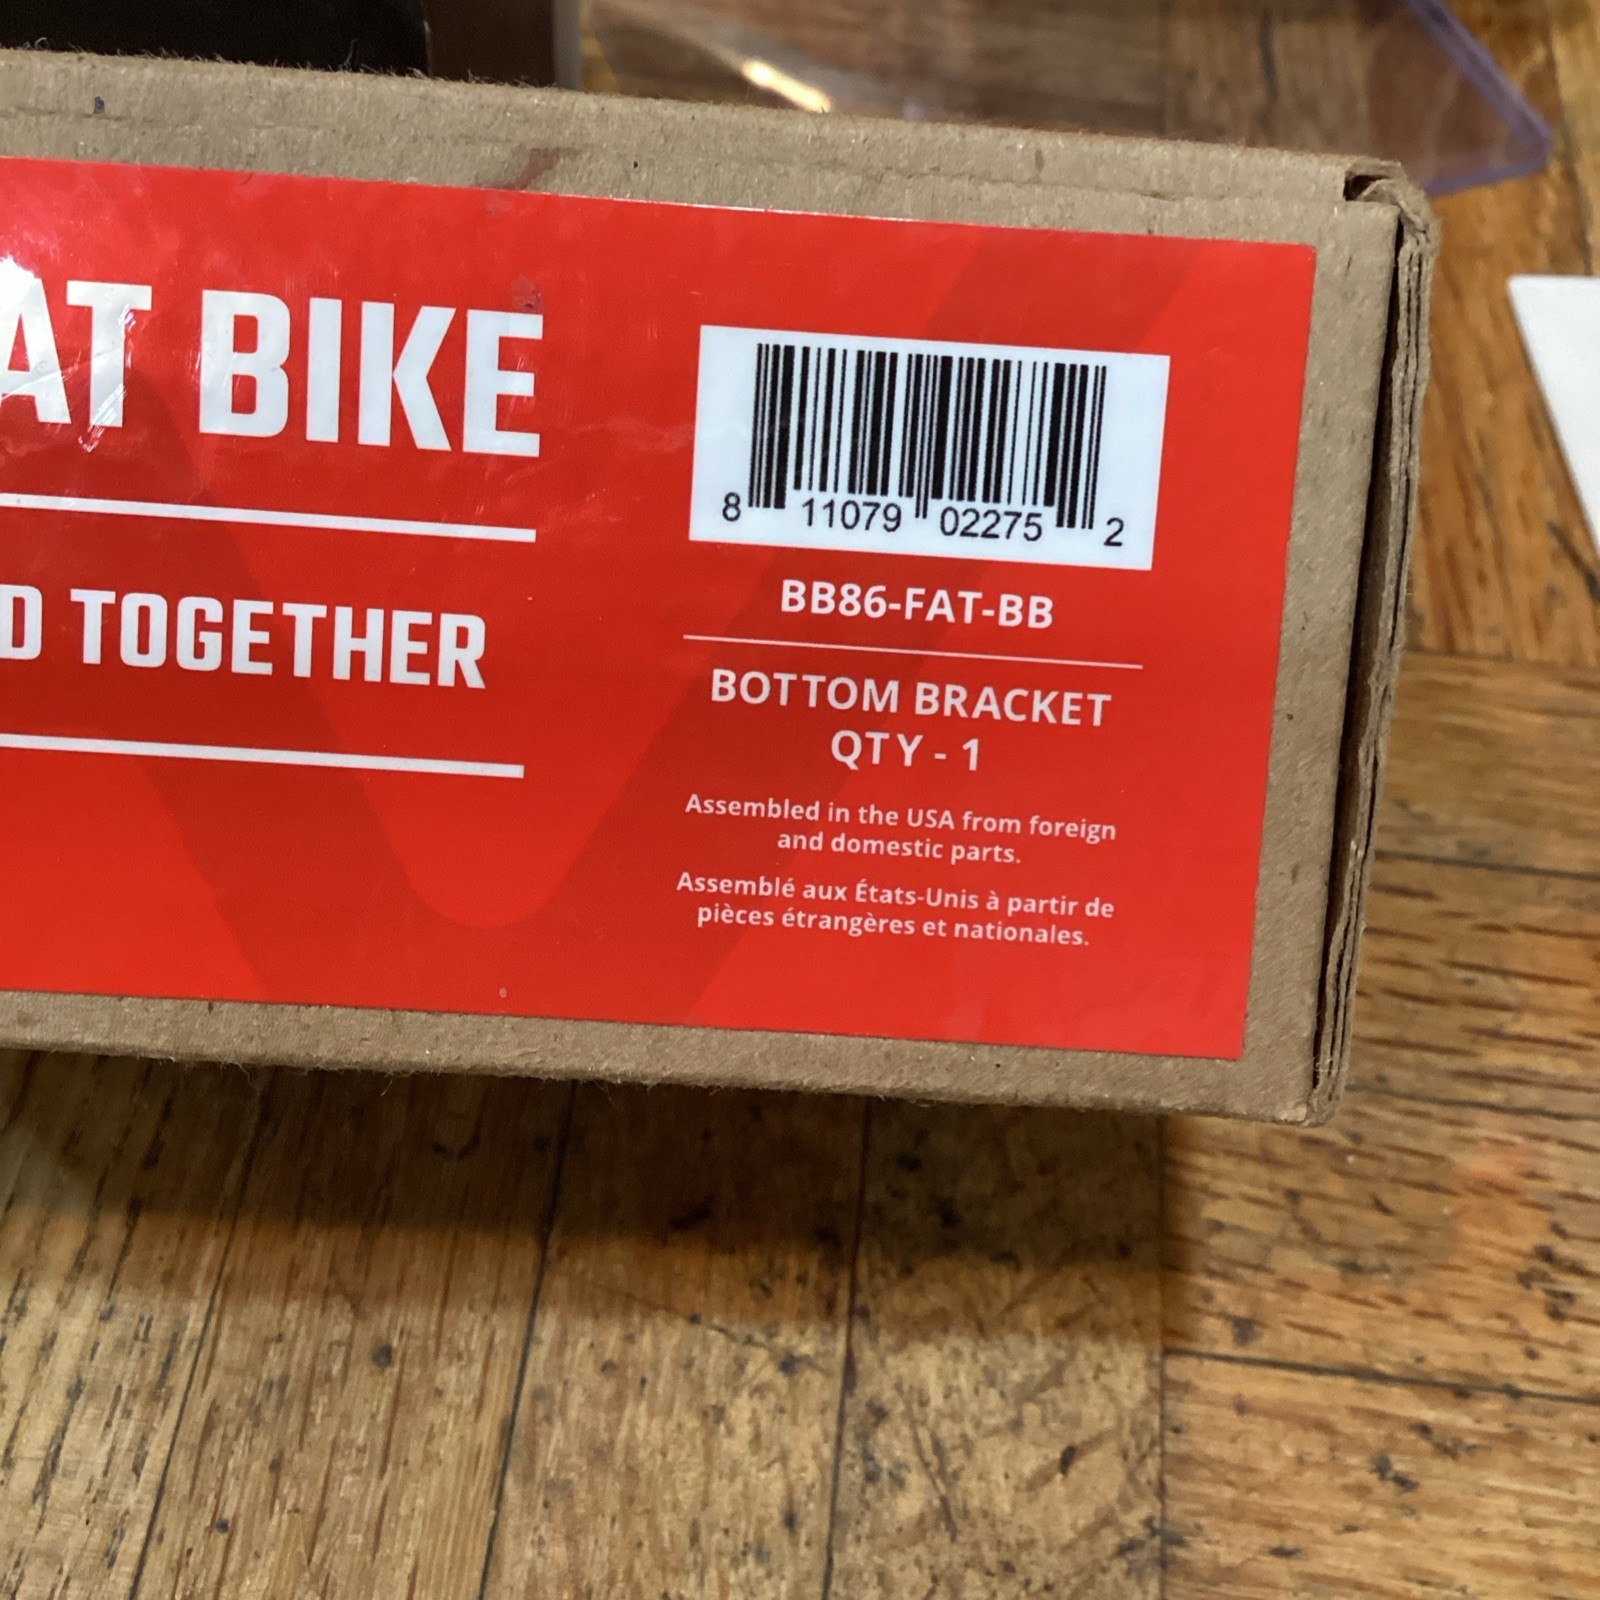 AT BIKE
D TOGETHER
8 11079 02275 2
BB86-FAT-BB
BOTTOM BRACKET
QTY - 1
Assembled in the USA from foreign
and domestic parts.
Assemblé aux États-Unis à partir de
pièces étrangères et nationales.